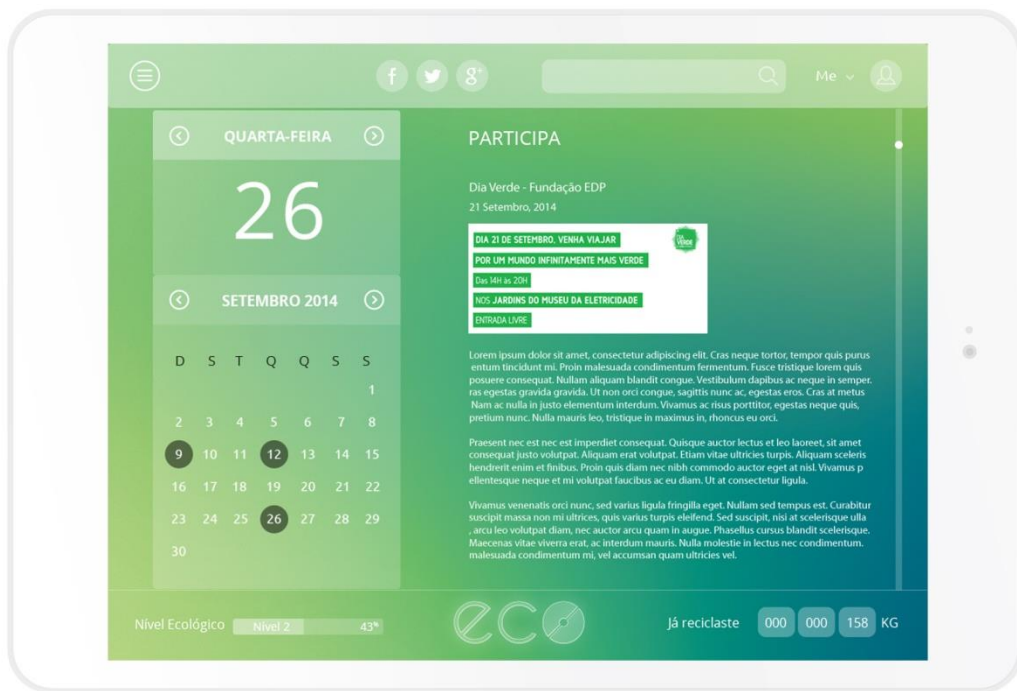 f g+ Me
QUARTA-FEIRA
26
SETEMBRO 2014
D S T Q Q S S
1
2 3 4 5 6 7 8
9 10 11 12 13 14 15
16 17 18 19 20 21 22
23 24 25 26 27 28 29
30
PARTICIPA
Dia Verde - Fundação EDP
21 Setembro, 2014
DIA 21 DE SETEMBRO, VENHA VIAJAR
DIA VERDE
POR UM MUNDO INFINITAMENTE MAIS VERDE
Das 14H às 20H
NOS JARDINS DO MUSEU DA ELETRICIDADE
ENTRADA LIVRE
Lorem ipsum dolor sit amet, consectetur adipiscing elit. Cras neque tortor, tempor quis purus
entum tincidunt mi. Proin malesuada condimentum fermentum. Fusce tristique lorem quis
posuere consequat. Nullam aliquam blandit congue. Vestibulum dapibus ac neque in semper.
ras egestas gravida gravida. Ut non orci congue, sagittis nunc ac, egestas eros. Cras at metus
Nam ac nulla in justo elementum interdum. Vivamus ac risus porttitor, egestas neque quis,
pretium nunc. Nulla mauris leo, tristique in maximus in, rhoncus eu orci.
Praesent nec est nec est imperdiet consequat. Quisque auctor lectus et leo laoreet, sit amet
consequat justo volutpat. Aliquam erat volutpat. Etiam vitae ultricies turpis. Aliquam sceleris
hendrerit enim et finibus. Proin quis diam nec nibh commodo auctor eget at nisl. Vivamus p
ellentesque neque et mi volutpat faucibus ac eu diam. Ut at consectetur ligula.
Vivamus venenatis orci nunc, sed varius ligula fringilla eget. Nullam sed tempus est. Curabitur
suscipit massa non mi ultrices, quis varius turpis eleifend. Sed suscipit, nisi at scelerisque ulla
, arcu leo volutpat diam, nec auctor arcu quam in augue. Phasellus cursus blandit scelerisque.
Maecenas vitae viverra erat, ac interdum mauris. Nulla molestie in lectus nec condimentum.
malesuada condimentum mi, vel accumsan quam ultricies vel.
Nível Ecológico Nível 2 43%
eco
Já reciclaste 000 000 158 KG